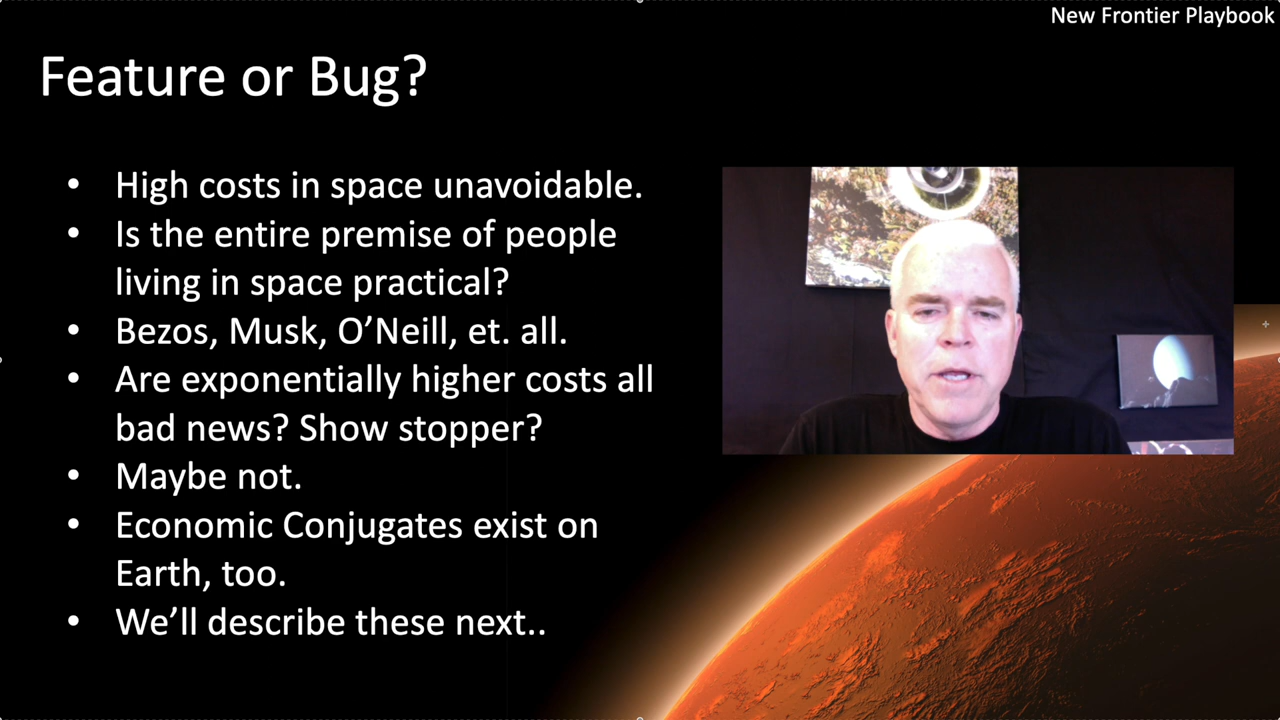 New Frontier Playbook
Feature or Bug?
• High costs in space unavoidable.
• Is the entire premise of people
living in space practical?
• Bezos, Musk, O’Neill, et. all.
• Are exponentially higher costs all
bad news? Show stopper?
• Maybe not.
• Economic Conjugates exist on
Earth, too.
• We’ll describe these next..